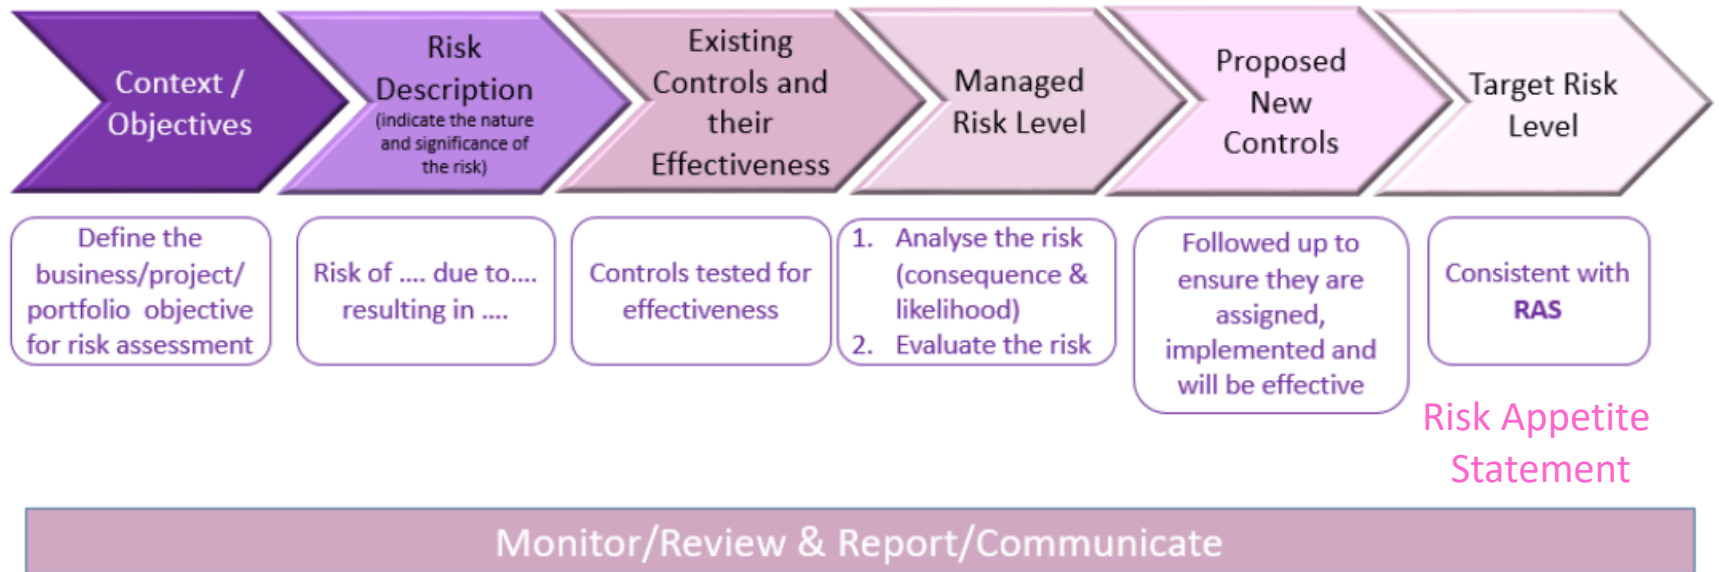 Context /
Objectives
Risk
Description
(indicate the nature
and significance of
the risk)
Existing
Controls and
their
Effectiveness
Managed
Risk Level
Proposed
New
Controls
Target Risk
Level
Define the
business/project/
portfolio objective
for risk assessment
Risk of .... due to....
resulting in ....
Controls tested for
effectiveness
1. Analyse the risk
(consequence &
likelihood)
2. Evaluate the risk
Followed up to
ensure they are
assigned,
implemented and
will be effective
Consistent with
RAS
Risk Appetite
Statement
Monitor/Review & Report/Communicate